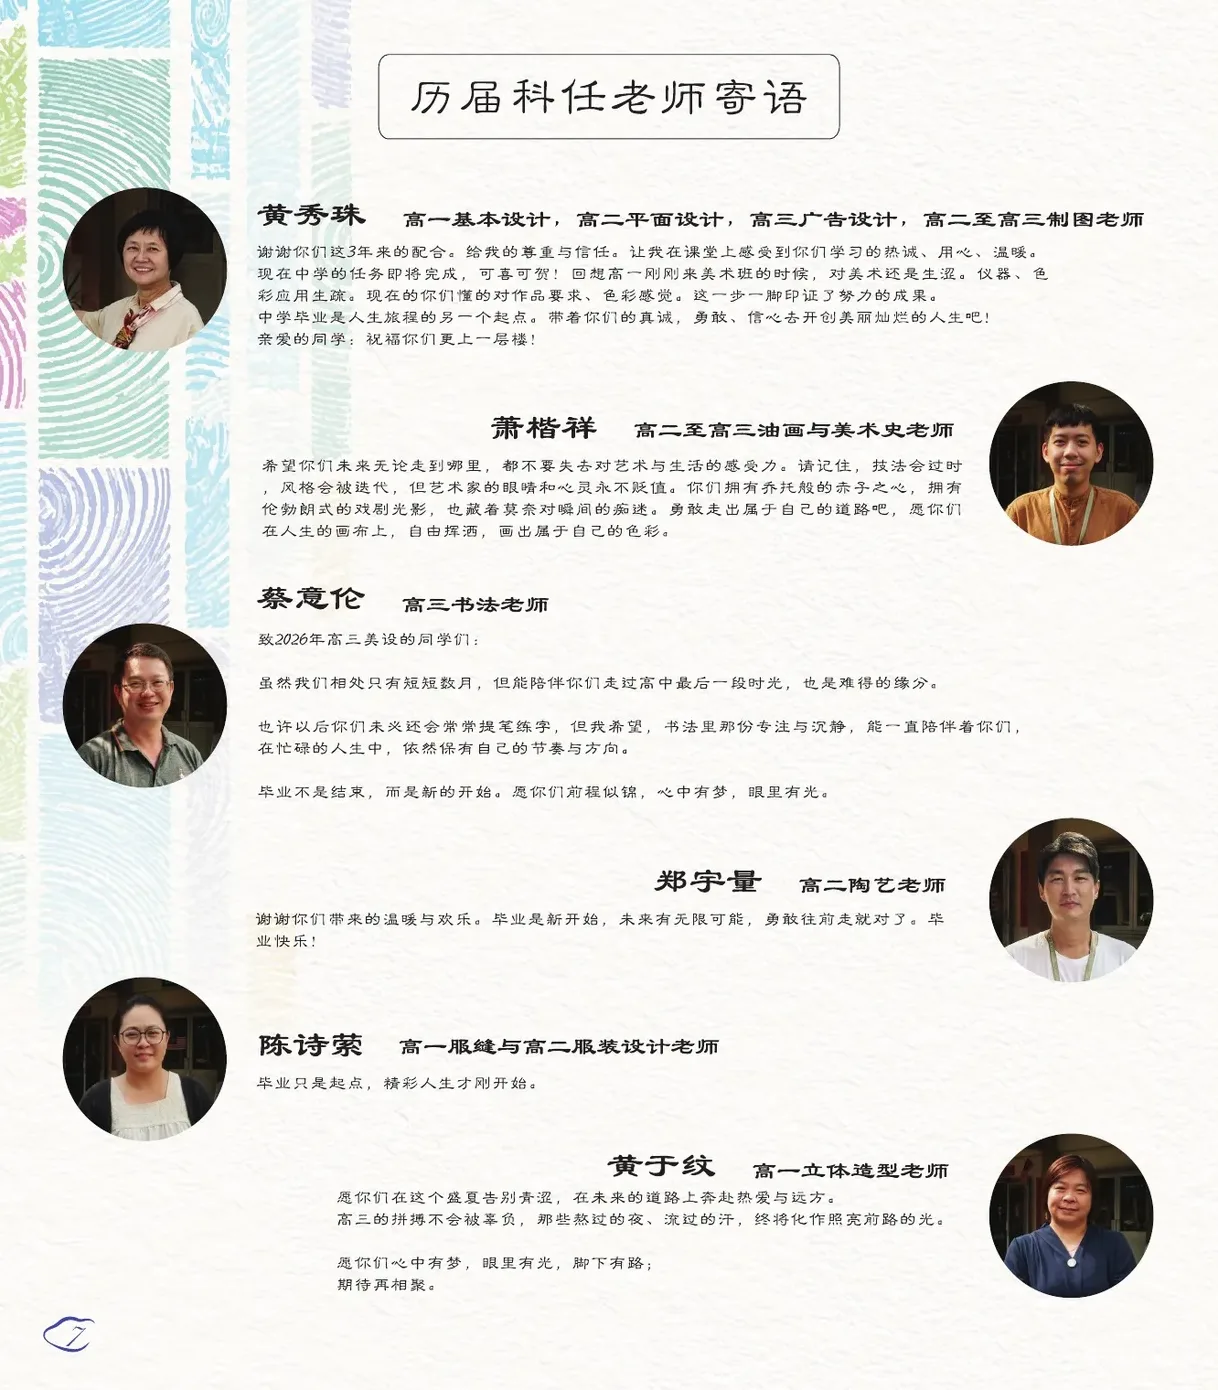 历届科任老师寄语
黄秀珠 高一基本设计，高二平面设计，高三广告设计，高二至高三制图老师
谢谢你们这3年来的配合。给我的尊重与信任。让我在课堂上感受到你们学习的热诚、用心、温暖。
现在中学的任务即将完成，可喜可贺！回想高一刚刚来美术班的时候，对美术还是生涩。仪器、色
彩应用生疏。现在的你们懂的对作品要求、色彩感觉。这一步一脚印证了努力的成果。
中学毕业是人生旅程的另一个起点。带着你们的真诚，勇敢、信心去开创美丽灿烂的人生吧！
亲爱的同学：祝福你们更上一层楼！
萧楷祥 高二至高三油画与美术史老师
希望你们未来无论走到哪里，都不要失去对艺术与生活的感受力。请记住，技法会过时
，风格会被迭代，但艺术家的眼睛和心灵永不贬值。你们拥有乔托般的赤子之心，拥有
伦勃朗式的戏剧光影，也藏着莫奈对瞬间的痴迷。勇敢走出属于自己的道路吧，愿你们
在人生的画布上，自由挥洒，画出属于自己的色彩。
蔡意伦 高三书法老师
致2026年高三美设的同学们：
虽然我们相处只有短短数月，但能陪伴你们走过高中最后一段时光，也是难得的缘分。
也许以后你们未必还会常常提笔练字，但我希望，书法里那份专注与沉静，能一直陪伴着你们，
在忙碌的人生中，依然保有自己的节奏与方向。
毕业不是结束，而是新的开始。愿你们前程似锦，心中有梦，眼里有光。
郑宇量 高二陶艺老师
谢谢你们带来的温暖与欢乐。毕业是新开始，未来有无限可能，勇敢往前走就对了。毕
业快乐！
陈诗萦 高一服縫与高二服装设计老师
毕业只是起点，精彩人生才刚开始。
黄于纹 高一立体造型老师
愿你们在这个盛夏告别青涩，在未来的道路上奔赴热爱与远方。
高三的拼搏不会被辜负，那些熬过的夜、流过的汗，终将化作照亮前路的光。
愿你们心中有梦，眼里有光，脚下有路；
期待再相聚。
7